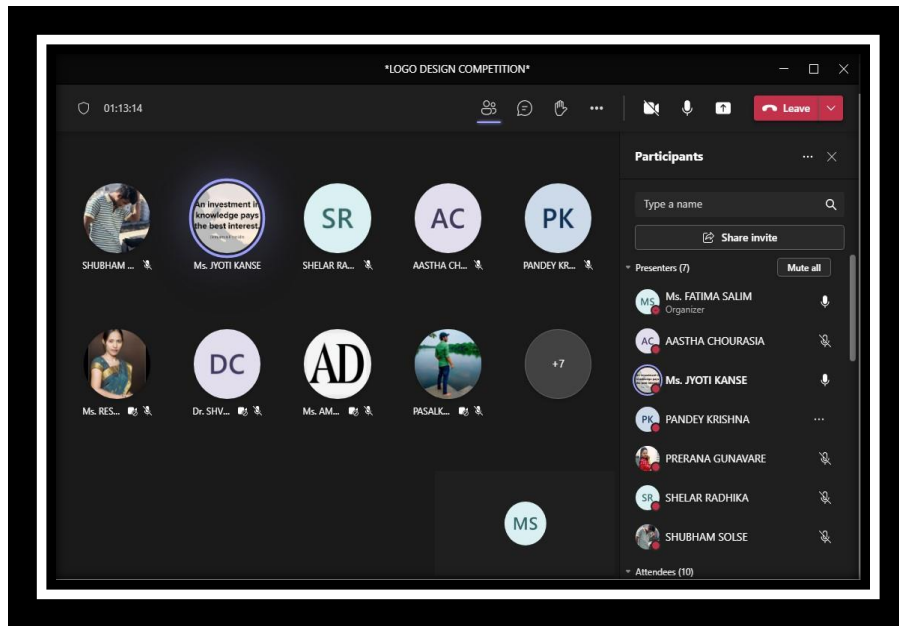 *LOGO DESIGN COMPETITION*
01:13:14
Leave
An investment in
knowledge pays
the best interest.
SR
AC
PK
SHUBHAM ...
Ms. JYOTI KANSE
SHELAR RA...
AASTHA CH...
PANDEY KR...
DC
AD
+7
Ms. RES...
Dr. SHV...
Ms. AM...
PASALK...
MS
Participants
Type a name
Share invite
Presenters (7)
Mute all
MS
Ms. FATIMA SALIM
Organizer
AC
AASTHA CHOURASIA
Ms. JYOTI KANSE
PK
PANDEY KRISHNA
PRERANA GUNAVARE
SR
SHELAR RADHIKA
SHUBHAM SOLSE
Attendees (10)